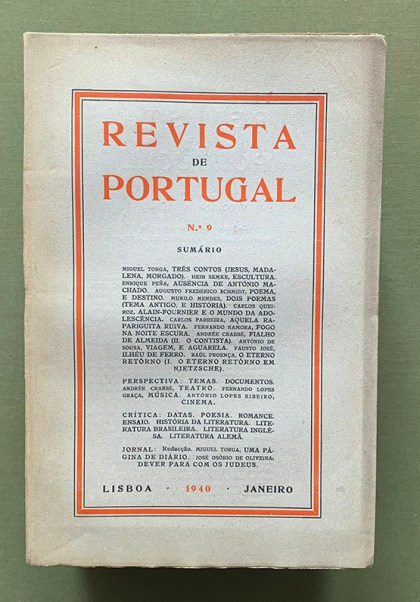 REVISTA
DE
PORTUGAL
N.º 9
SUMÁRIO
MIGUEL TORGA, TRÊS CONTOS (JESUS, MADA-
LENA, MORGADO). HEIN SEMKE, ESCULTURA.
ENRIQUE PEÑA, AUSÊNCIA DE ANTÓNIO MA-
CHADO. AUGUSTO FREDERICO SCHMIDT, POEMA,
E DESTINO. MURILO MENDES, DOIS POEMAS
(TEMA ANTIGO, E HISTÓRIA). CARLOS QUEI-
ROZ, ALAIN-FOURNIER E O MUNDO DA ADO-
LESCÊNCIA. CARLOS PARREIRA, AQUELA RA-
PARIGUITA RUIVA. FERNANDO NAMORA, FOGO
NA NOITE ESCURA. ANDRÉE CRABBÉ, FIALHO
DE ALMEIDA (II. O CONTISTA). ANTÓNIO DE
SOUSA, VIAGEM, E AGUARELA. FAUSTO JOSÉ,
ILHÉU DE FERRO. RAÚL PROENÇA, O ETERNO
RETÔRNO (I. O ETERNO RETÔRNO EM
NIETZSCHE).
PERSPECTIVA: TEMAS. DOCUMENTOS.
ANDRÉE CRABBÉ, TEATRO. FERNANDO LOPES
GRAÇA, MÚSICA. ANTÓNIO LOPES RIBEIRO,
CINEMA.
CRÍTICA: DATAS. POESIA. ROMANCE.
ENSAIO. HISTÓRIA DA LITERATURA. LITE-
RATURA BRASILEIRA. LITERATURA INGLÊ-
SA. LITERATURA ALEMÃ.
JORNAL: Redacção. MIGUEL TORGA, UMA PÁ-
GINA DE DIÁRIO. JOSÉ OSÓRIO DE OLIVEIRA,
DEVER PARA COM OS JUDEUS.
LISBOA · 1940 · JANEIRO